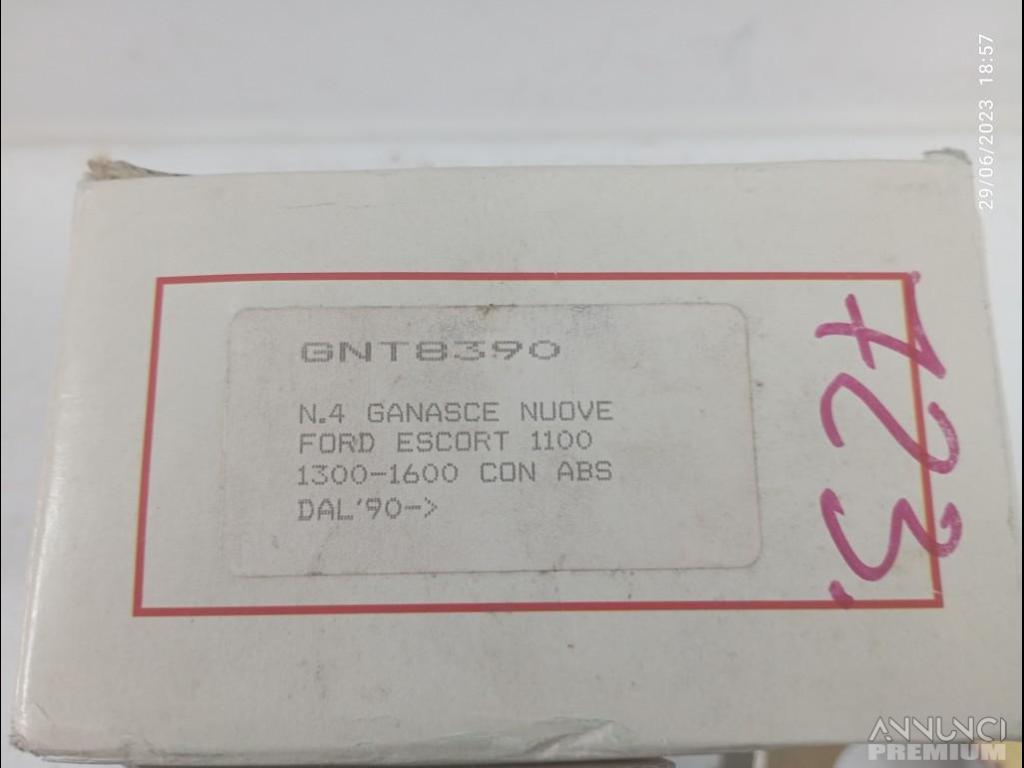 29/06/2023 18:57
GNT8390
N.4 GANASCE NUOVE
FORD ESCORT 1100
1300-1600 CON ABS
DAL'90->
723.
ANNUNCI
PREMIUM